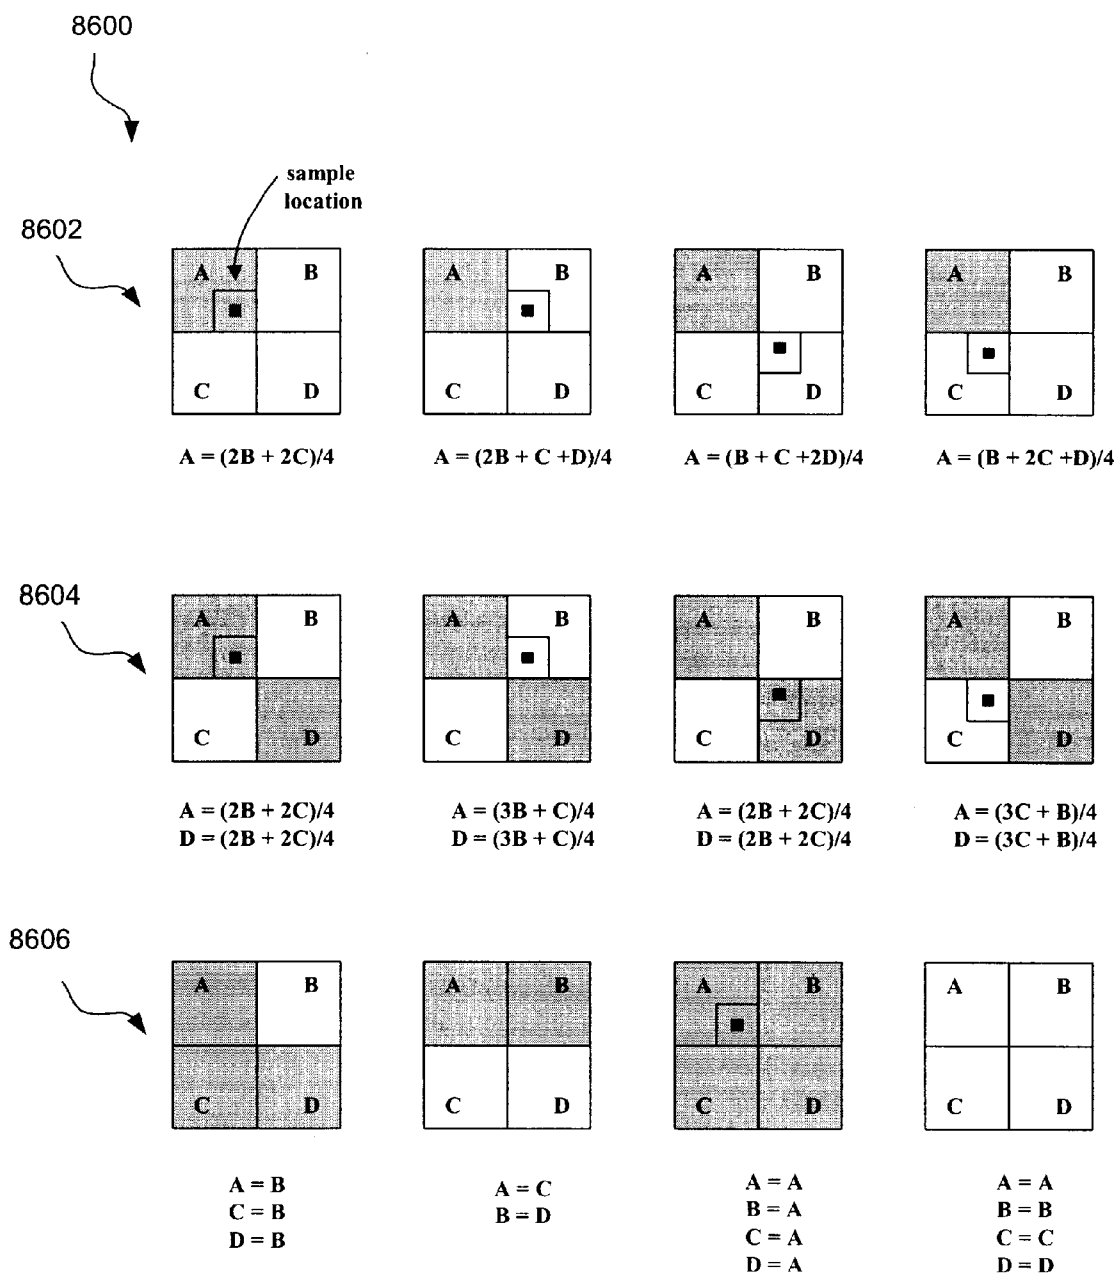 8600
sample
location
8602
A B A B A B A B
C D C D C D C D
A = (2B + 2C)/4 A = (2B + C +D)/4 A = (B + C +2D)/4 A = (B + 2C +D)/4
8604
A B A B A B A B
C D C D C D C D
A = (2B + 2C)/4 A = (3B + C)/4 A = (2B + 2C)/4 A = (3C + B)/4
D = (2B + 2C)/4 D = (3B + C)/4 D = (2B + 2C)/4 D = (3C + B)/4
8606
A B A B A B A B
C D C D C D C D
A = B A = C A = A A = A
C = B B = D B = A B = B
D = B C = A C = C
D = A D = D